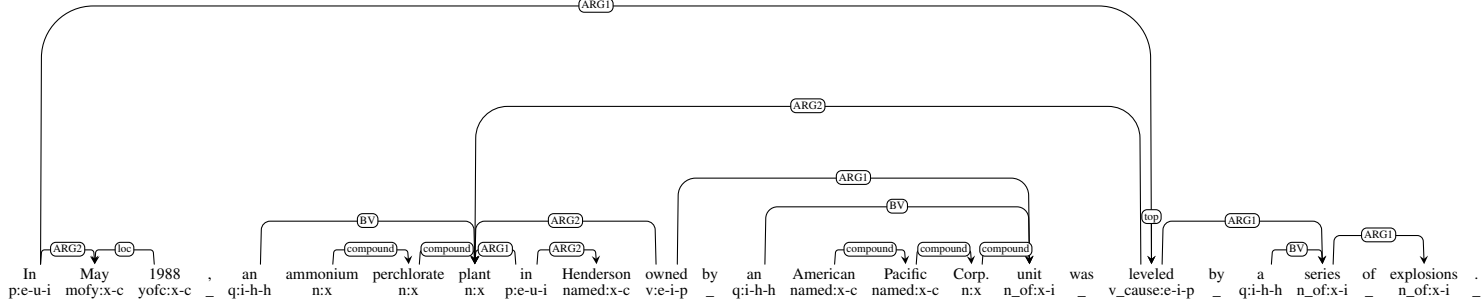 ARG1
ARG2
ARG1
BV
BV ARG2 top ARG1
ARG2 loc compound compound ARG1 ARG2 compound compound compound BV ARG1
In May 1988 , an ammonium perchlorate plant in Henderson owned by an American Pacific Corp. unit was leveled by a series of explosions .
p:e-u-i mofy:x-c yofc:x-c _ q:i-h-h n:x n:x n:x p:e-u-i named:x-c v:e-i-p _ q:i-h-h named:x-c named:x-c n:x n_of:x-i _ v_cause:e-i-p _ q:i-h-h n_of:x-i _ n_of:x-i _